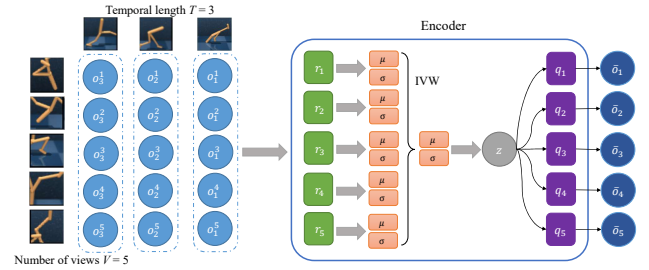 Temporal length T = 3
Encoder
o_3^1 o_2^1 o_1^1
r_1 μ σ
IVW
q_1 ō_1
o_3^2 o_2^2 o_1^2
r_2 μ σ
q_2 ō_2
o_3^3 o_2^3 o_1^3
r_3 μ σ
μ σ
z
q_3 ō_3
o_3^4 o_2^4 o_1^4
r_4 μ σ
q_4 ō_4
o_3^5 o_2^5 o_1^5
r_5 μ σ
q_5 ō_5
Number of views V = 5